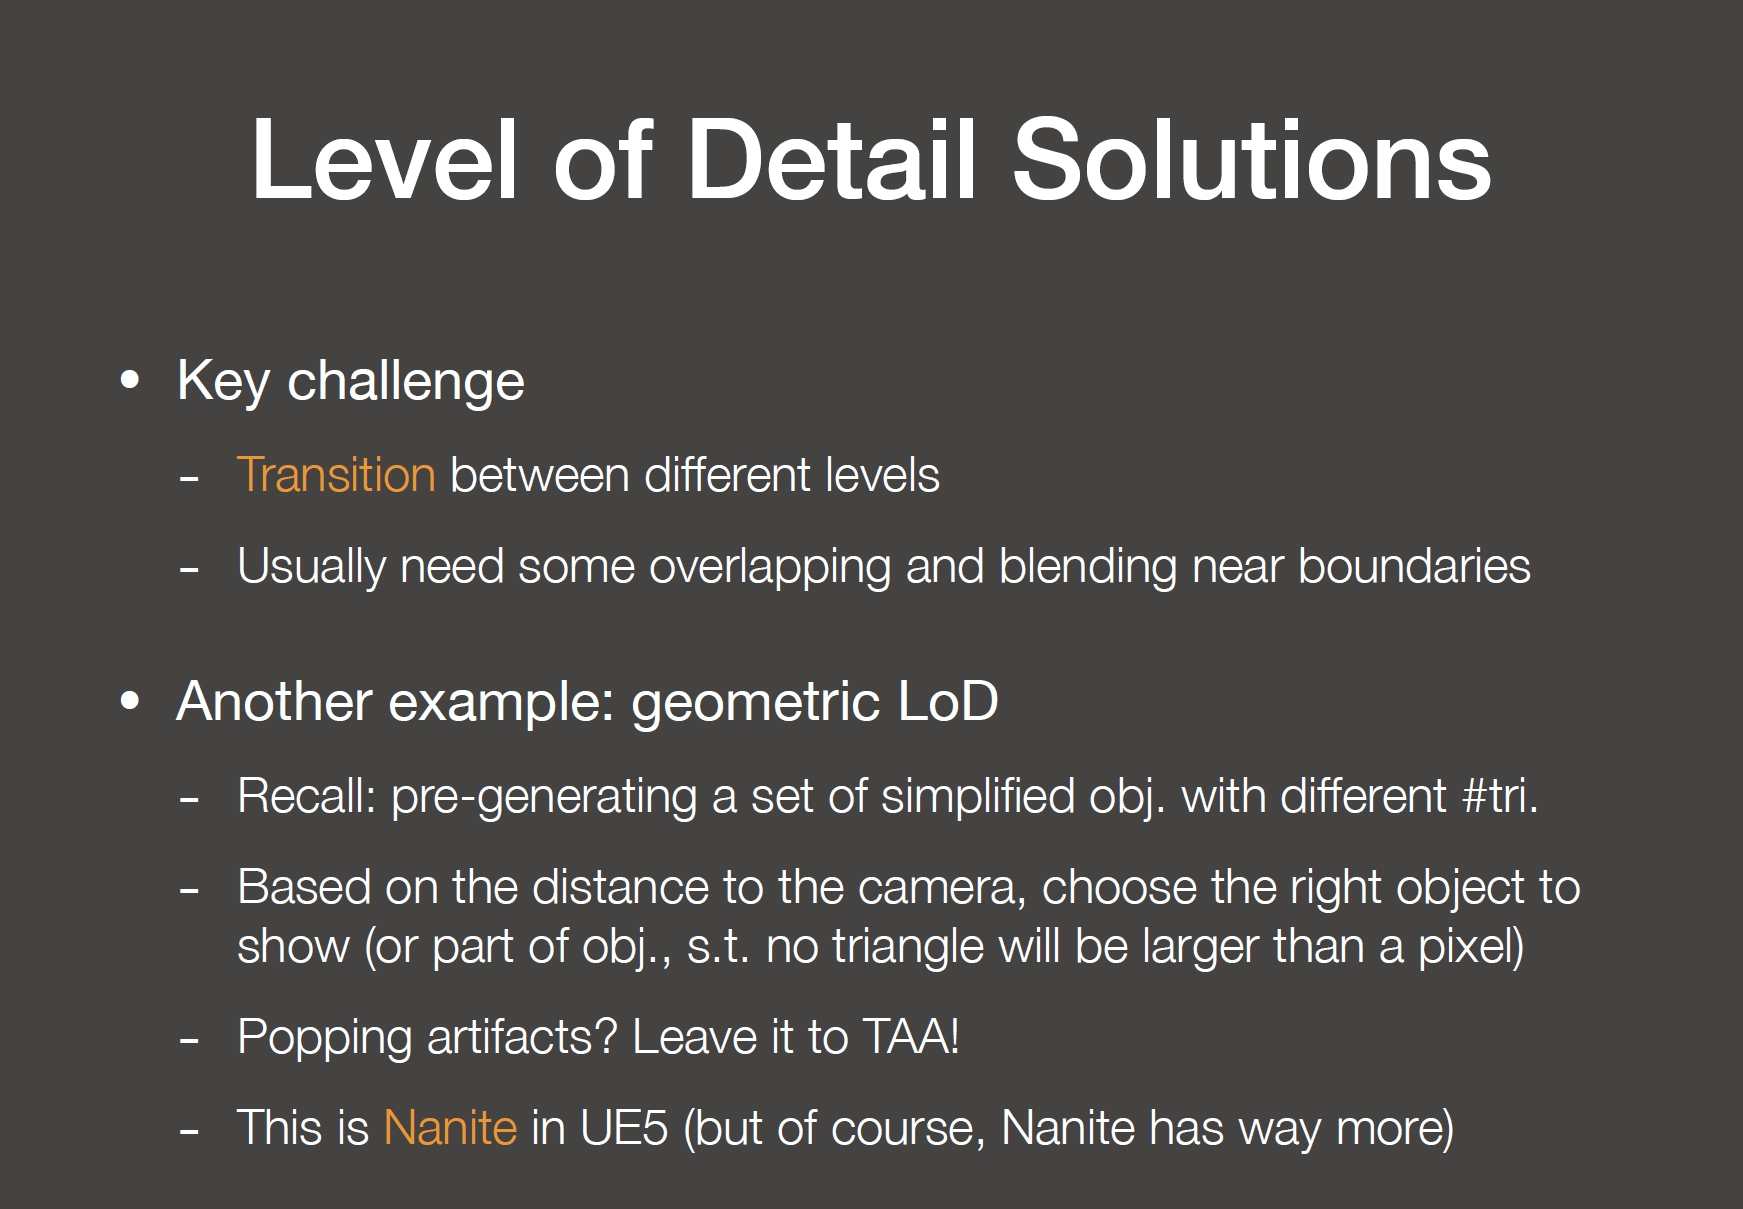 Level of Detail Solutions
• Key challenge
- Transition between different levels
- Usually need some overlapping and blending near boundaries
• Another example: geometric LoD
- Recall: pre-generating a set of simplified obj. with different #tri.
- Based on the distance to the camera, choose the right object to
show (or part of obj., s.t. no triangle will be larger than a pixel)
- Popping artifacts? Leave it to TAA!
- This is Nanite in UE5 (but of course, Nanite has way more)